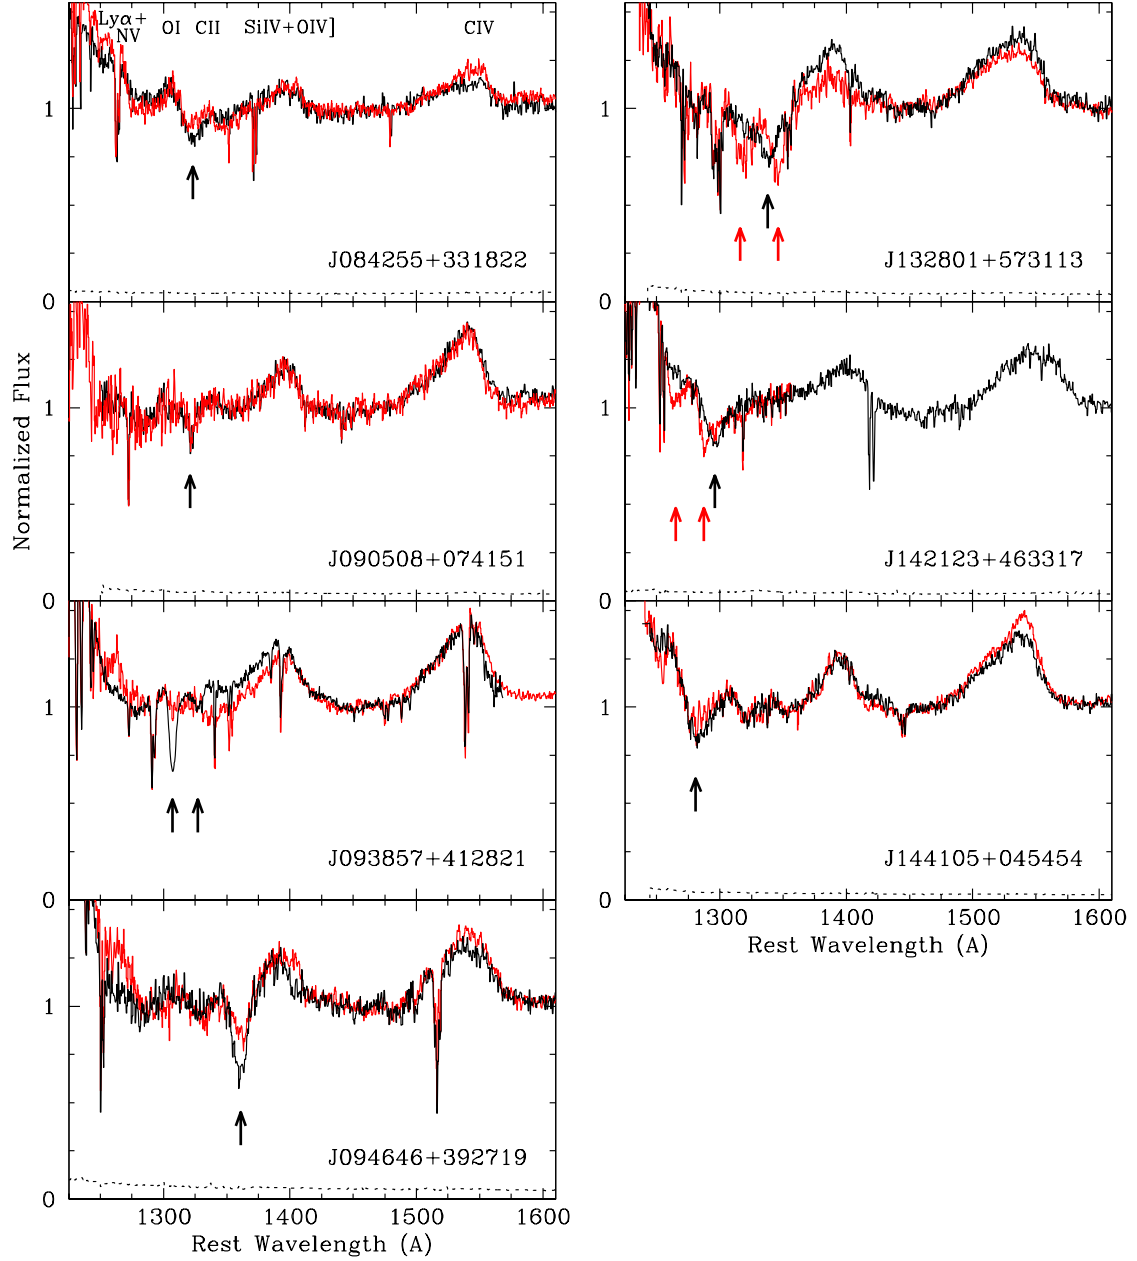 Lyα+
NV
OI
CII
SiIV+OIV]
CIV
1
J084255+331822
0
1
J090508+074151
0
1
J093857+412821
0
1
J094646+392719
0
1300
1400
1500
1600
Rest Wavelength (A)
Normalized Flux
1
J132801+573113
0
1
J142123+463317
0
1
J144105+045454
0
1300
1400
1500
1600
Rest Wavelength (A)